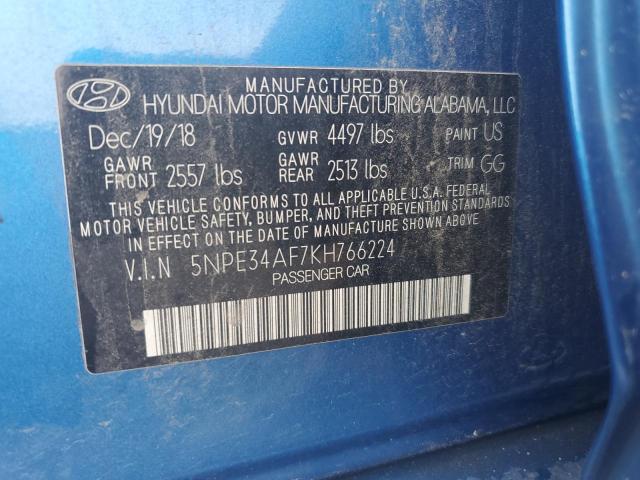 MANUFACTURED BY
HYUNDAI MOTOR MANUFACTURING ALABAMA, LLC
Dec/19/18 GVWR 4497 lbs PAINT US
GAWR FRONT 2557 lbs GAWR REAR 2513 lbs TRIM GG
THIS VEHICLE CONFORMS TO ALL APPLICABLE U.S.A. FEDERAL
MOTOR VEHICLE SAFETY, BUMPER, AND THEFT PREVENTION STANDARDS
IN EFFECT ON THE DATE OF MANUFACTURE SHOWN ABOVE.
V.I.N 5NPE34AF7KH766224
PASSENGER CAR